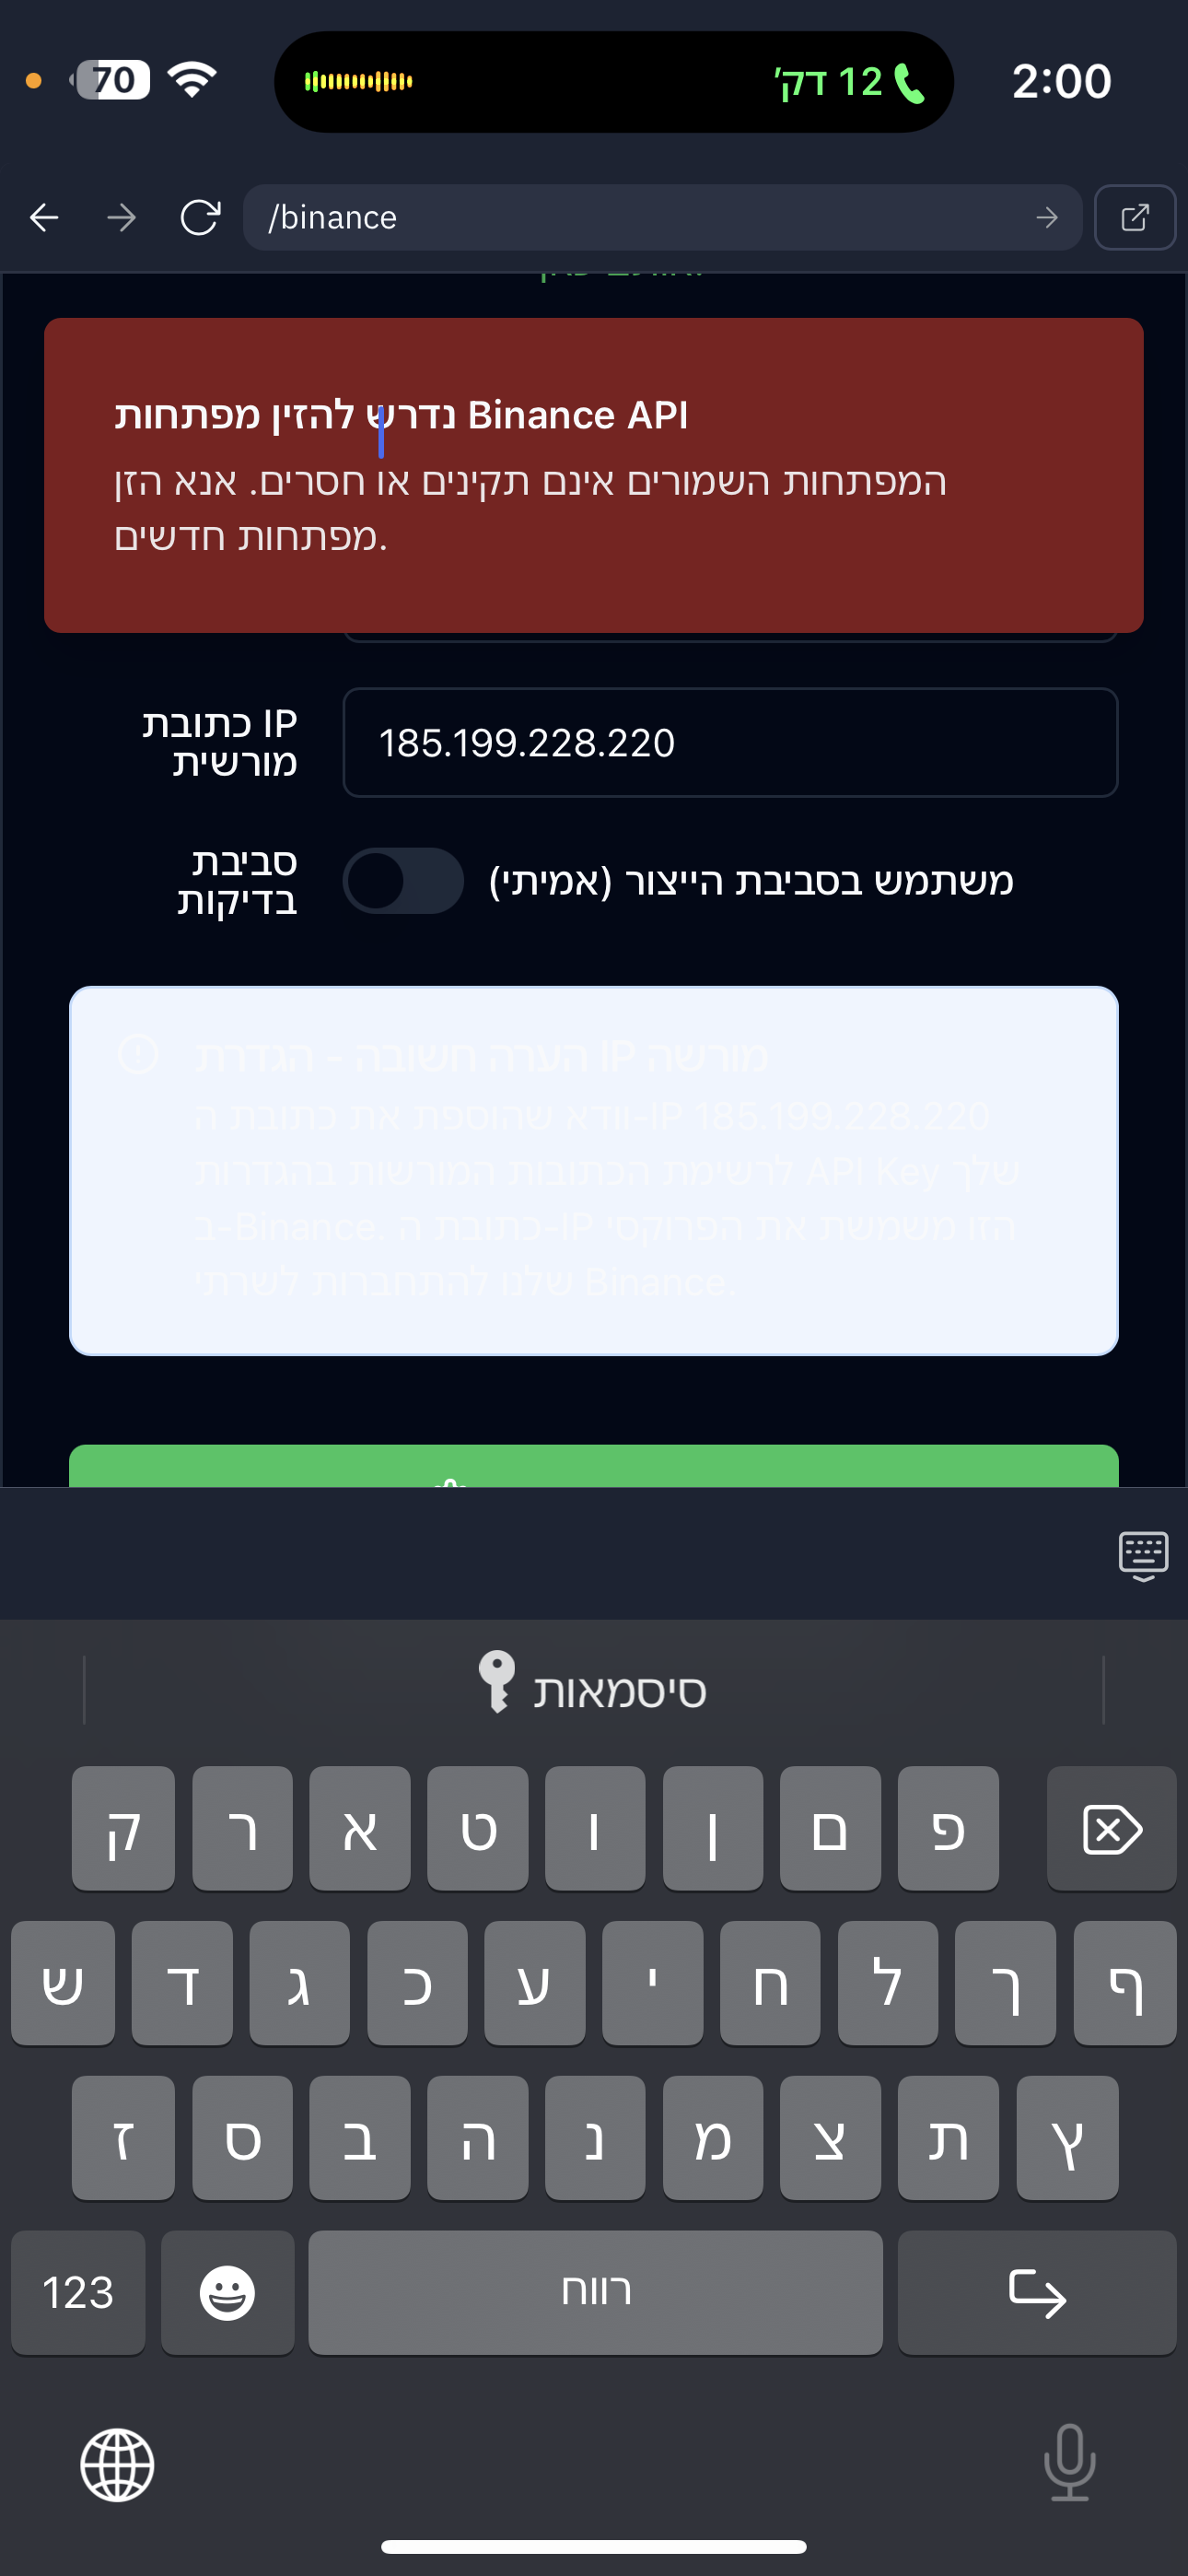 70
12 דק׳
2:00
/binance
נדרש להזין מפתחות Binance API
המפתחות השמורים אינם תקינים או חסרים. אנא הזן
מפתחות חדשים.
כתובת IP
מורשית
185.199.228.220
סביבת
בדיקות
משתמש בסביבת הייצור (אמיתי)
הערה חשובה - הגדרת IP מורשה
וודא שהוספת את כתובת ה-IP 185.199.228.220
לרשימת הכתובות המורשות בהגדרות API Key שלך
ב-Binance. כתובת ה-IP הזו משמשת את הפרוקסי
שלנו להתחברות לשרתי Binance.
סיסמאות
ק ר א ט ו ן ם פ
ש ד ג כ ע י ח ל ך ף
ז ס ב ה נ מ צ ת ץ
123
רווח